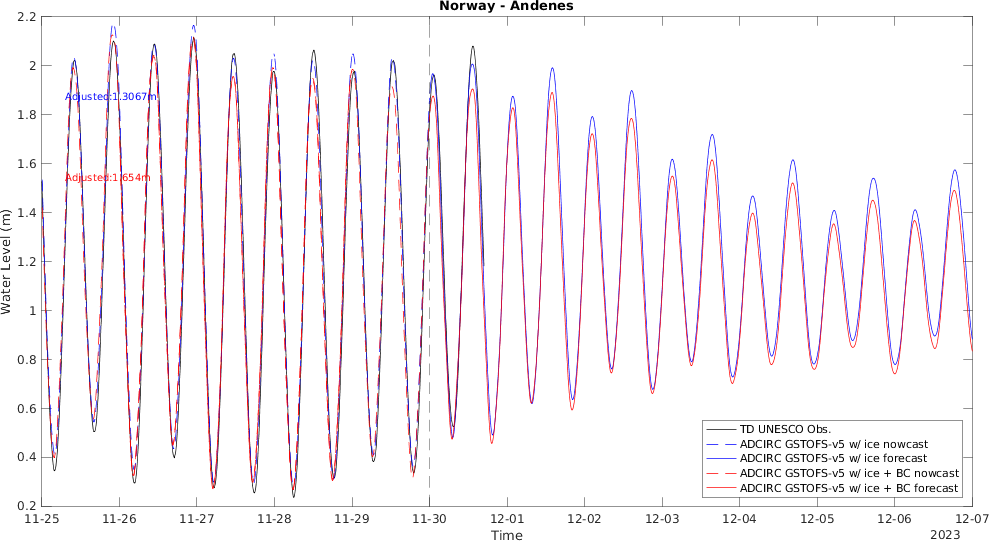 Norway - Andenes
2.2
2
1.8
1.6
1.4
1.2
1
0.8
0.6
0.4
0.2
Water Level (m)
Adjusted:1.3067m
Adjusted:1.654m
TD UNESCO Obs.
ADCIRC GSTOFS-v5 w/ ice nowcast
ADCIRC GSTOFS-v5 w/ ice forecast
ADCIRC GSTOFS-v5 w/ ice + BC nowcast
ADCIRC GSTOFS-v5 w/ ice + BC forecast
11-25 11-26 11-27 11-28 11-29 11-30 12-01 12-02 12-03 12-04 12-05 12-06 12-07
Time
2023